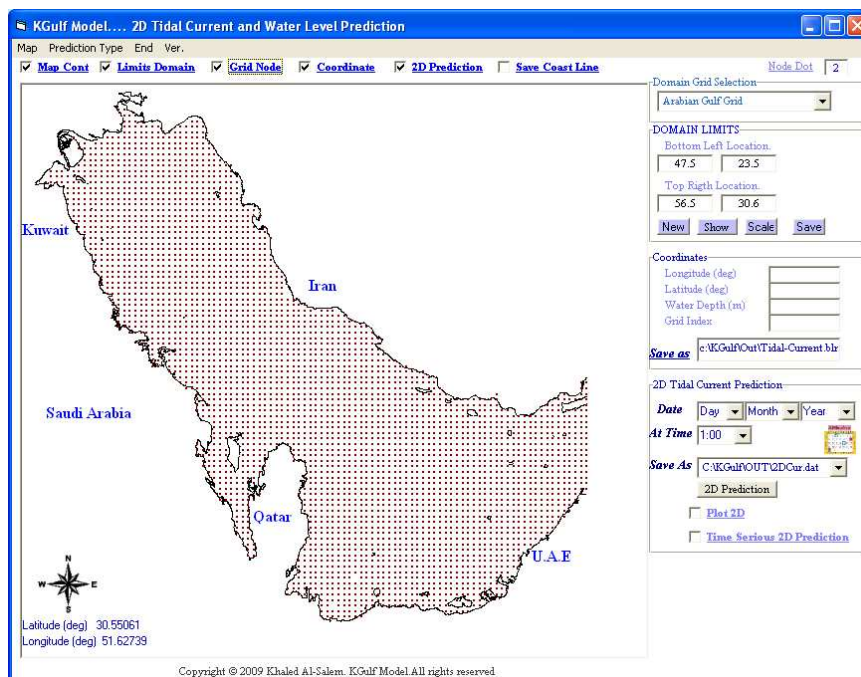 KGulf Model.... 2D Tidal Current and Water Level Prediction
Map Prediction Type End Ver.
Map Cont Limits Domain Grid Node Coordinate 2D Prediction Save Coast Line Node Dot 2
Domain Grid Selection
Arabian Gulf Grid
DOMAIN LIMITS
Bottom Left Location.
47.5 23.5
Top Rigth Location.
56.5 30.6
New Show Scale Save
Coordinates
Longitude (deg)
Latitude (deg)
Water Depth (m)
Grid Index
Save as c:\KGulf\Out\Tidal-Current.bln
2D Tidal Current Prediction
Date Day Month Year
At Time 1:00
Save As C:\KGulf\OUT\2DCur.dat
2D Prediction
Plot 2D
Time Serious 2D Prediction
Kuwait
Iran
Saudi Arabia
Qatar
U.A.E
N
W E
S
Latitude (deg) 30.55061
Longitude (deg) 51.62739
Copyright © 2009 Khaled Al-Salem. KGulf Model.All rights reserved